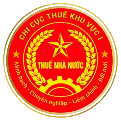 CHI CỤC THUẾ KHU VỰC I
THUẾ NHÀ NƯỚC
Minh bạch - Chuyên nghiệp - Liêm chính - Đổi mới